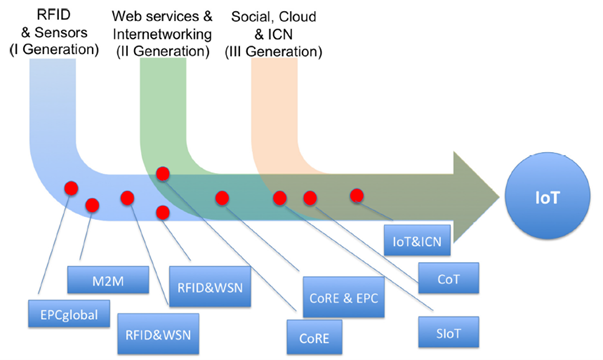 RFID
& Sensors
(I Generation)
Web services &
Internetworking
(II Generation)
Social, Cloud
& ICN
(III Generation)
IoT
IoT&ICN
M2M
RFID&WSN
CoT
CoRE & EPC
EPCglobal
RFID&WSN
CoRE
SIoT